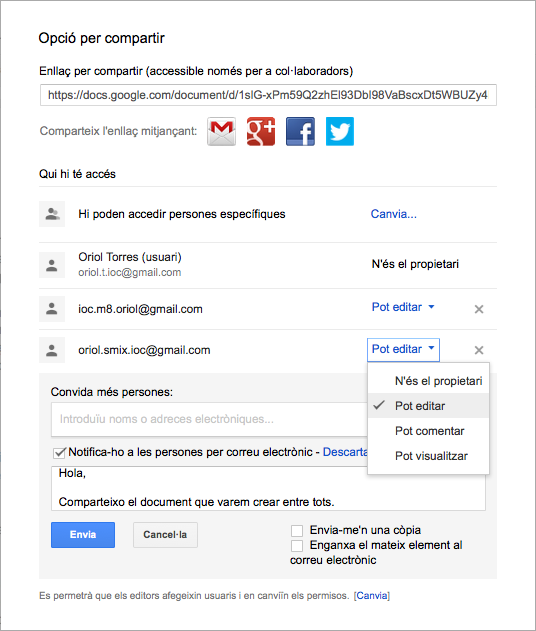 Opció per compartir
Enllaç per compartir (accessible només per a col·laboradors)
https://docs.google.com/document/d/1slG-xPm59Q2zhEl93Dbl98VaBscxDt5WBUZy4
Comparteix l'enllaç mitjançant:
Qui hi té accés
Hi poden accedir persones específiques Canvia...
Oriol Torres (usuari) N'és el propietari
oriol.t.ioc@gmail.com
ioc.m8.oriol@gmail.com Pot editar
oriol.smix.ioc@gmail.com Pot editar
N'és el propietari
Pot editar
Pot comentar
Pot visualitzar
Convida més persones:
Introduïu noms o adreces electròniques...
Notifica-ho a les persones per correu electrònic - Descarta
Hola,
Comparteixo el document que varem crear entre tots.
Envia Cancel·la
Envia-me'n una còpia
Enganxa el mateix element al
correu electrònic
Es permetrà que els editors afegeixin usuaris i en canviïn els permisos. [Canvia]